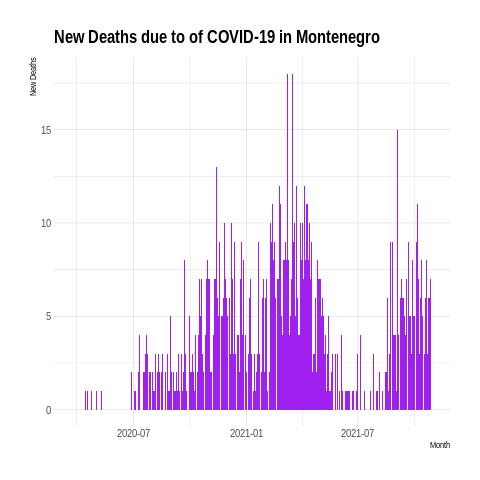 New Deaths due to of COVID-19 in Montenegro
New Deaths
15
10
5
0
2020-07 2021-01 2021-07
Month